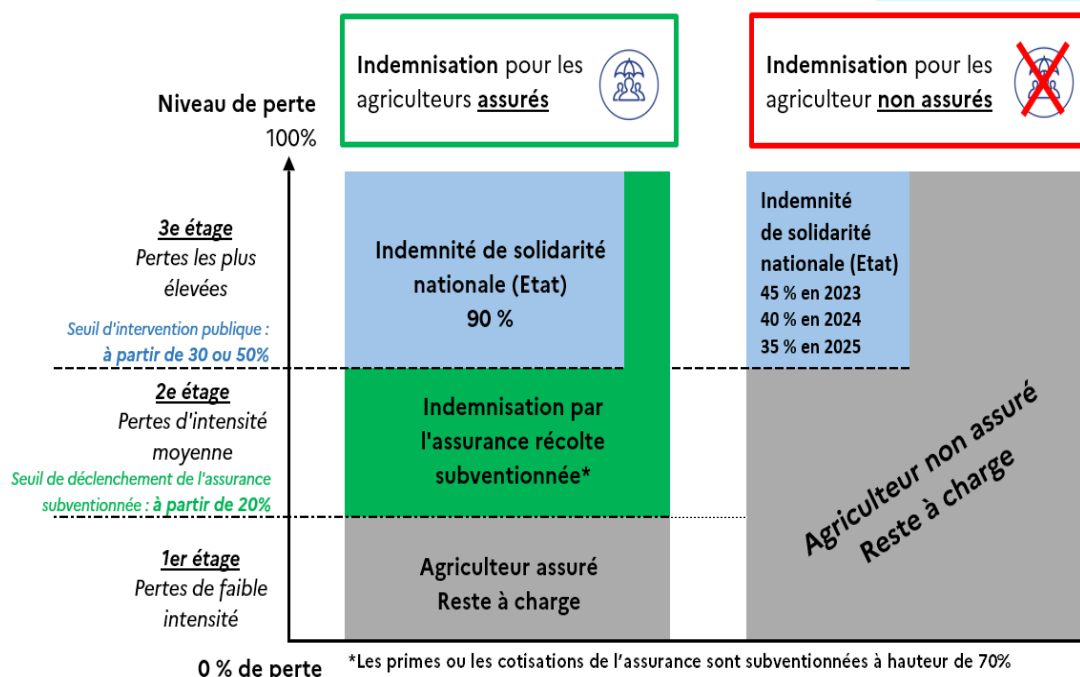 Indemnisation pour les
agriculteurs assurés
Indemnisation pour les
agriculteur non assurés
Niveau de perte
100%
3e étage
Pertes les plus
élevées
Seuil d'intervention publique :
à partir de 30 ou 50%
2e étage
Pertes d'intensité
moyenne
Seuil de déclenchement de l'assurance
subventionnée : à partir de 20%
1er étage
Pertes de faible
intensité
0 % de perte
Indemnité de solidarité
nationale (Etat)
90 %
Indemnisation par
l'assurance récolte
subventionnée*
Agriculteur assuré
Reste à charge
Indemnité
de solidarité
nationale (Etat)
45 % en 2023
40 % en 2024
35 % en 2025
Agriculteur non assuré
Reste à charge
*Les primes ou les cotisations de l'assurance sont subventionnées à hauteur de 70%